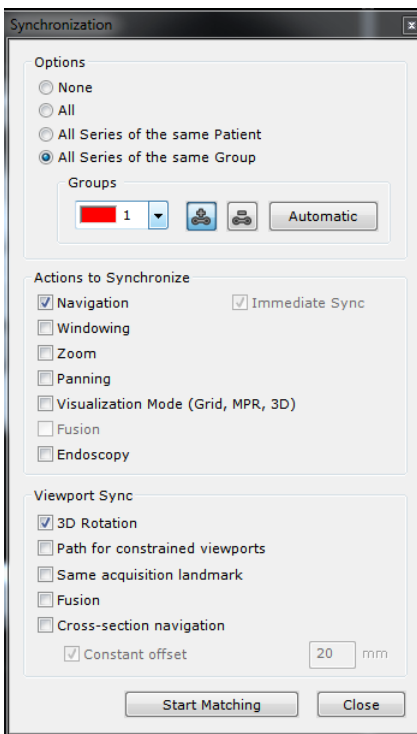 Synchronization
Options
None
All
All Series of the same Patient
All Series of the same Group
Groups
1 Automatic
Actions to Synchronize
Navigation Immediate Sync
Windowing
Zoom
Panning
Visualization Mode (Grid, MPR, 3D)
Fusion
Endoscopy
Viewport Sync
3D Rotation
Path for constrained viewports
Same acquisition landmark
Fusion
Cross-section navigation
Constant offset 20 mm
Start Matching Close